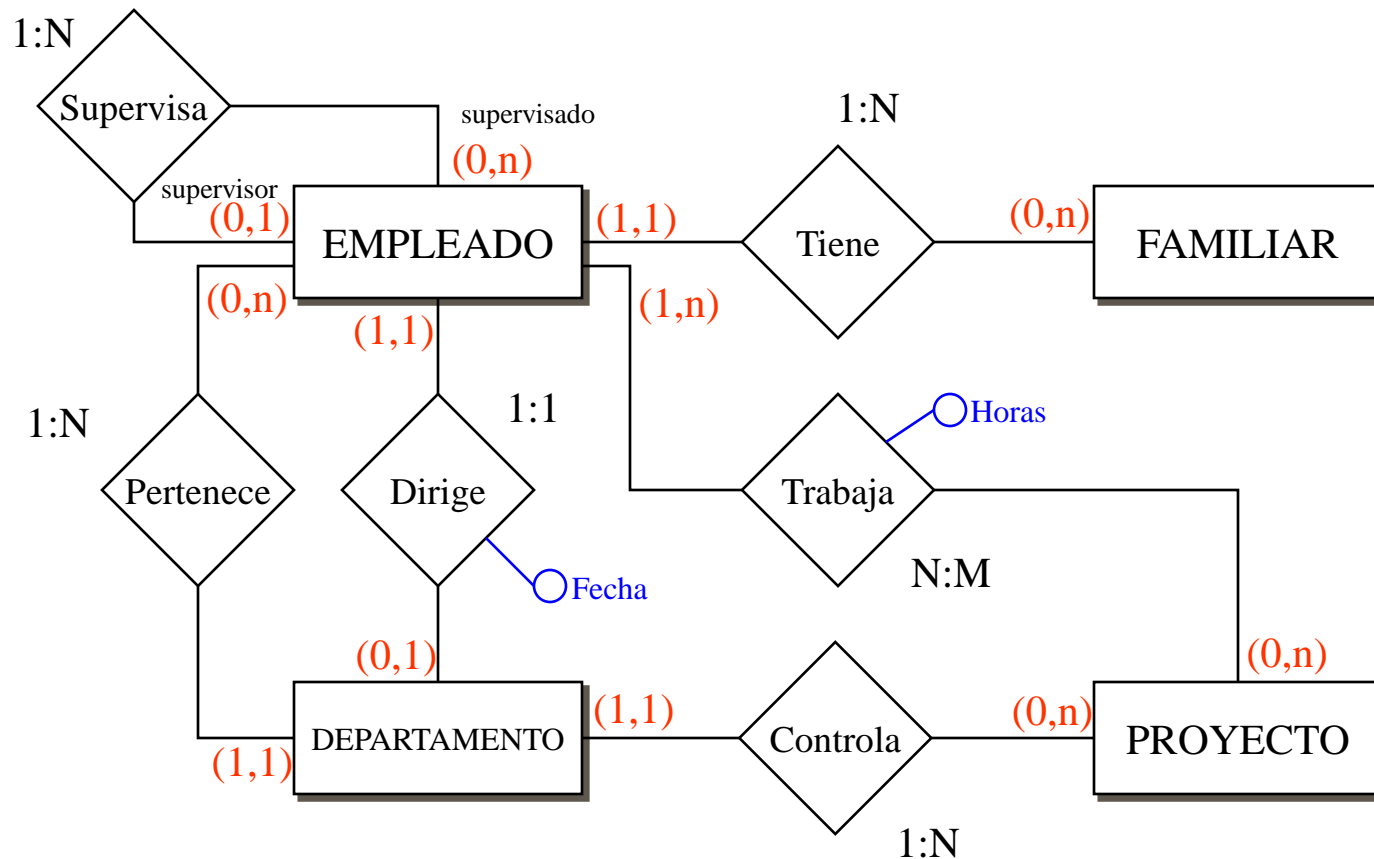 1:N
Supervisa
supervisado
(0,n)
supervisor
(0,1)
EMPLEADO
(1,1)
1:N
Tiene
(0,n)
FAMILIAR
(0,n)
(1,1)
(1,n)
1:N
Pertenece
1:1
Dirige
Fecha
Horas
Trabaja
N:M
(0,1)
(1,1)
DEPARTAMENTO
(1,1)
Controla
1:N
(0,n)
(0,n)
PROYECTO